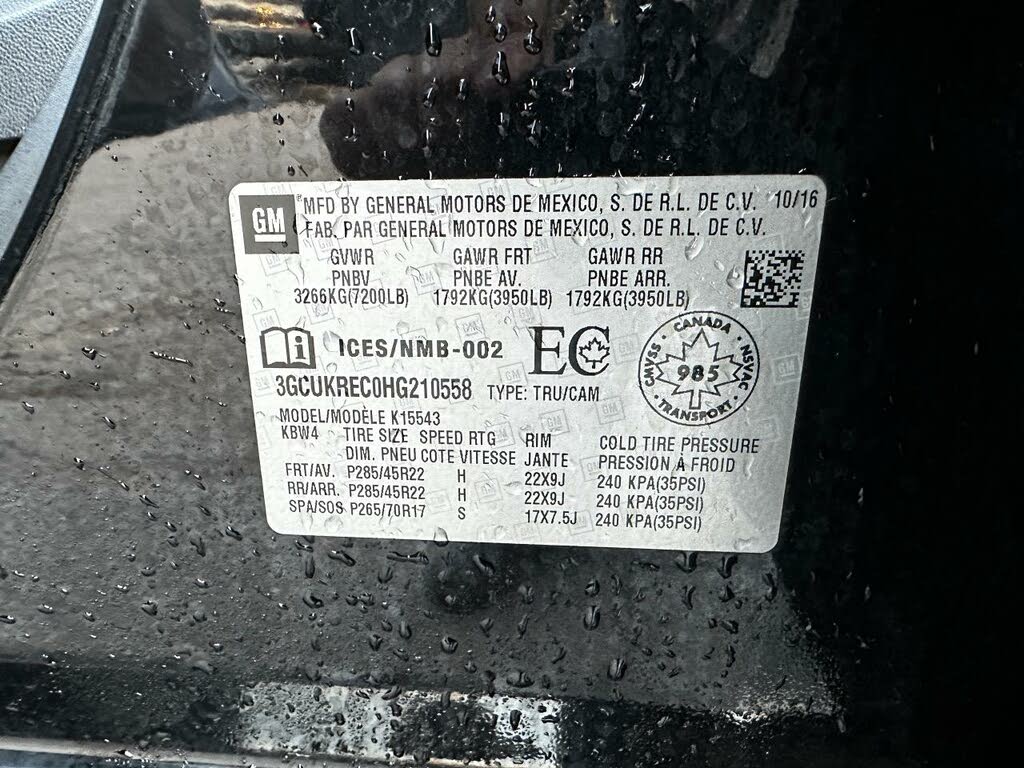 GM ®MFD BY GENERAL MOTORS DE MEXICO, S. DE R.L. DE C.V. 10/16
FAB. PAR GENERAL MOTORS DE MEXICO, S. DE R.L. DE C.V.
GVWR GAWR FRT GAWR RR
PNBV PNBE AV. PNBE ARR.
3266KG(7200LB) 1792KG(3950LB) 1792KG(3950LB)
i ICES/NMB-002 EC
CANADA
CMVSS 985 NSVAC
TRANSPORT
3GCUKREC0HG210558 TYPE: TRU/CAM
MODEL/MODÈLE K15543
KBW4 TIRE SIZE SPEED RTG RIM COLD TIRE PRESSURE
DIM. PNEU COTE VITESSE JANTE PRESSION À FROID
FRT/AV. P285/45R22 H 22X9J 240 KPA(35PSI)
RR/ARR. P285/45R22 H 22X9J 240 KPA(35PSI)
SPA/SOS P265/70R17 S 17X7.5J 240 KPA(35PSI)